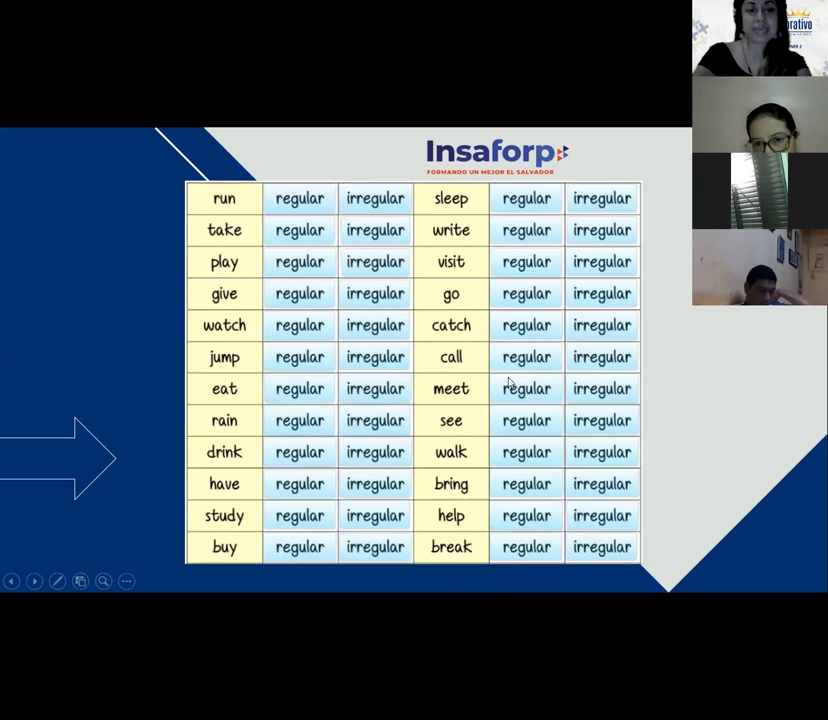 orativo
Insaforp
FORMANDO UN MEJOR EL SALVADOR
run regular irregular sleep regular irregular
take regular irregular write regular irregular
play regular irregular visit regular irregular
give regular irregular go regular irregular
watch regular irregular catch regular irregular
jump regular irregular call regular irregular
eat regular irregular meet regular irregular
rain regular irregular see regular irregular
drink regular irregular walk regular irregular
have regular irregular bring regular irregular
study regular irregular help regular irregular
buy regular irregular break regular irregular